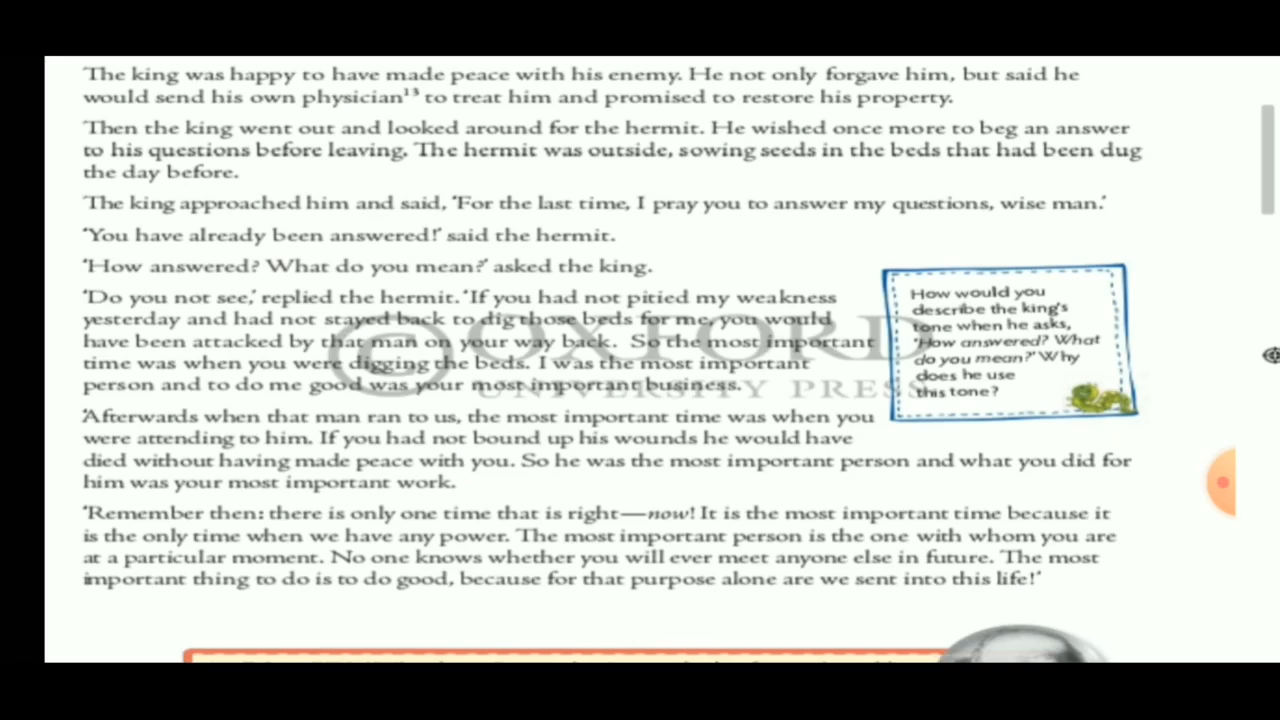 The king was happy to have made peace with his enemy. He not only forgave him, but said he
would send his own physician¹³ to treat him and promised to restore his property.
Then the king went out and looked around for the hermit. He wished once more to beg an answer
to his questions before leaving. The hermit was outside, sowing seeds in the beds that had been dug
the day before.
The king approached him and said, ‘For the last time, I pray you to answer my questions, wise man.’
‘You have already been answered!’ said the hermit.
‘How answered? What do you mean?’ asked the king.
‘Do you not see,’ replied the hermit. ‘If you had not pitied my weakness
yesterday and had not stayed back to dig those beds for me, you would
have been attacked by that man on your way back. So the most important
time was when you were digging the beds. I was the most important
person and to do me good was your most important business.
‘Afterwards when that man ran to us, the most important time was when you
were attending to him. If you had not bound up his wounds he would have
died without having made peace with you. So he was the most important person and what you did for
him was your most important work.
‘Remember then: there is only one time that is right—now! It is the most important time because it
is the only time when we have any power. The most important person is the one with whom you are
at a particular moment. No one knows whether you will ever meet anyone else in future. The most
important thing to do is to do good, because for that purpose alone are we sent into this life!’
How would you
describe the king's
tone when he asks,
‘How answered? What
do you mean?’ Why
does he use
this tone?
© OXFORD
UNIVERSITY PRESS